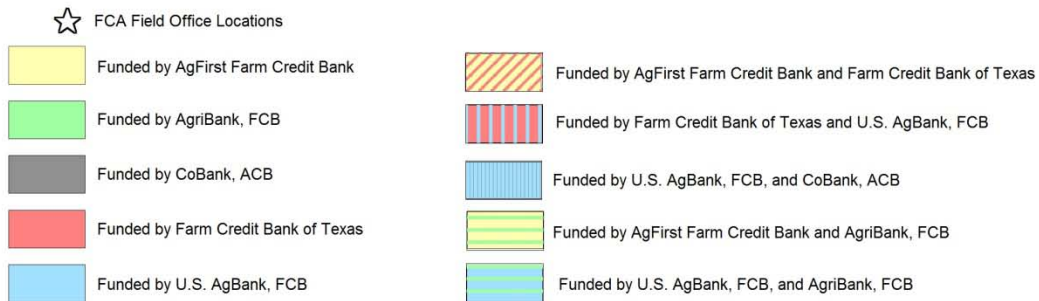 FCA Field Office Locations
Funded by AgFirst Farm Credit Bank
Funded by AgriBank, FCB
Funded by CoBank, ACB
Funded by Farm Credit Bank of Texas
Funded by U.S. AgBank, FCB
Funded by AgFirst Farm Credit Bank and Farm Credit Bank of Texas
Funded by Farm Credit Bank of Texas and U.S. AgBank, FCB
Funded by U.S. AgBank, FCB, and CoBank, ACB
Funded by AgFirst Farm Credit Bank and AgriBank, FCB
Funded by U.S. AgBank, FCB, and AgriBank, FCB